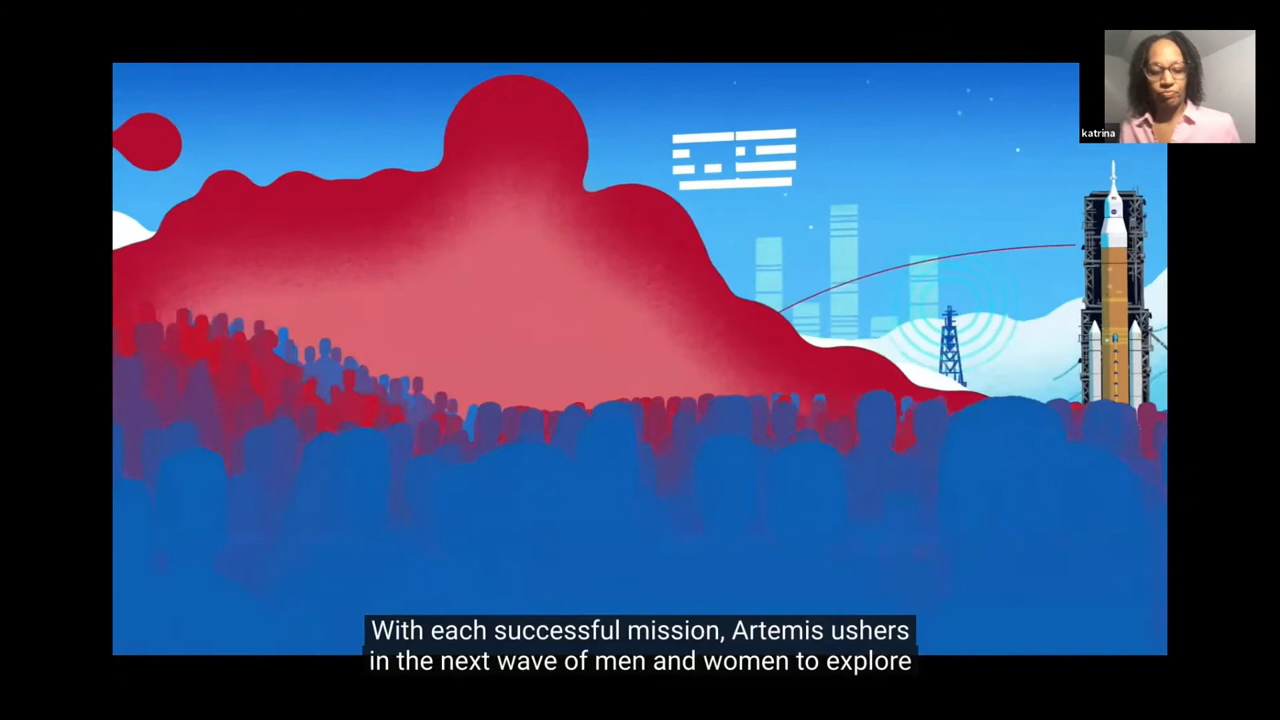 katrina
With each successful mission, Artemis ushers
in the next wave of men and women to explore